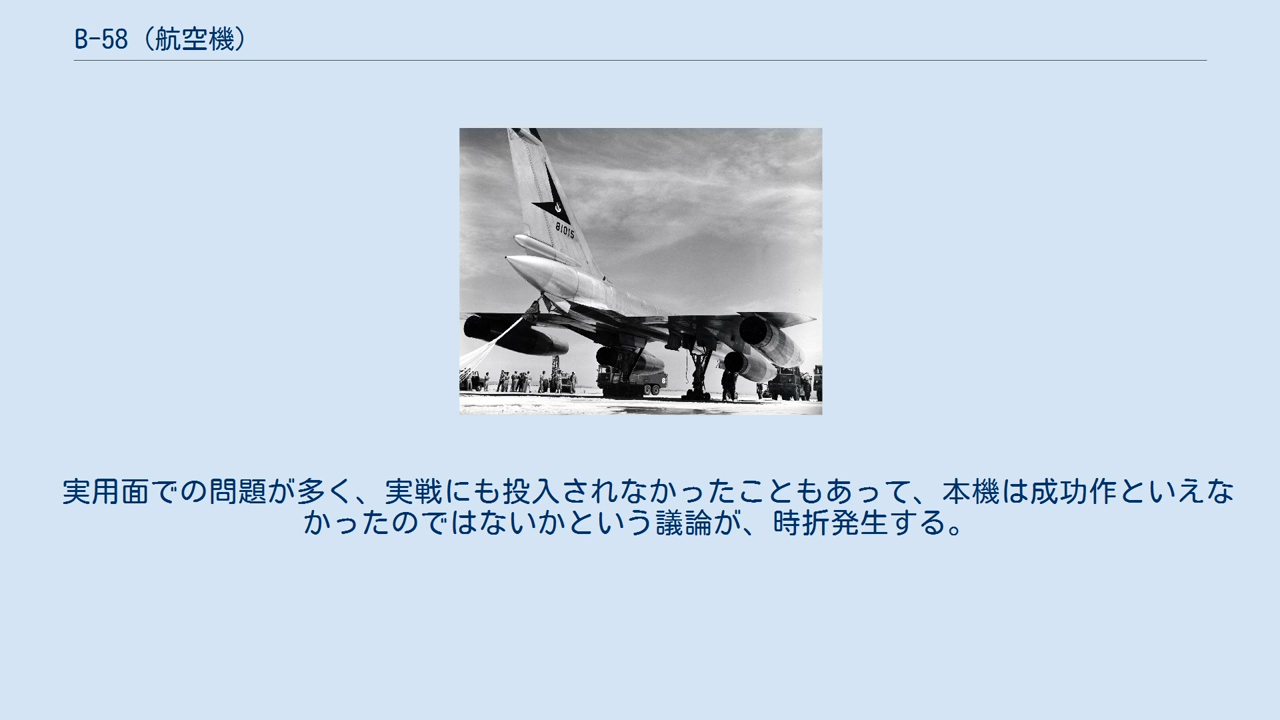 B-58（航空機）
81015
実用面での問題が多く、実戦にも投入されなかったこともあって、本機は成功作といえな
かったのではないかという議論が、時折発生する。